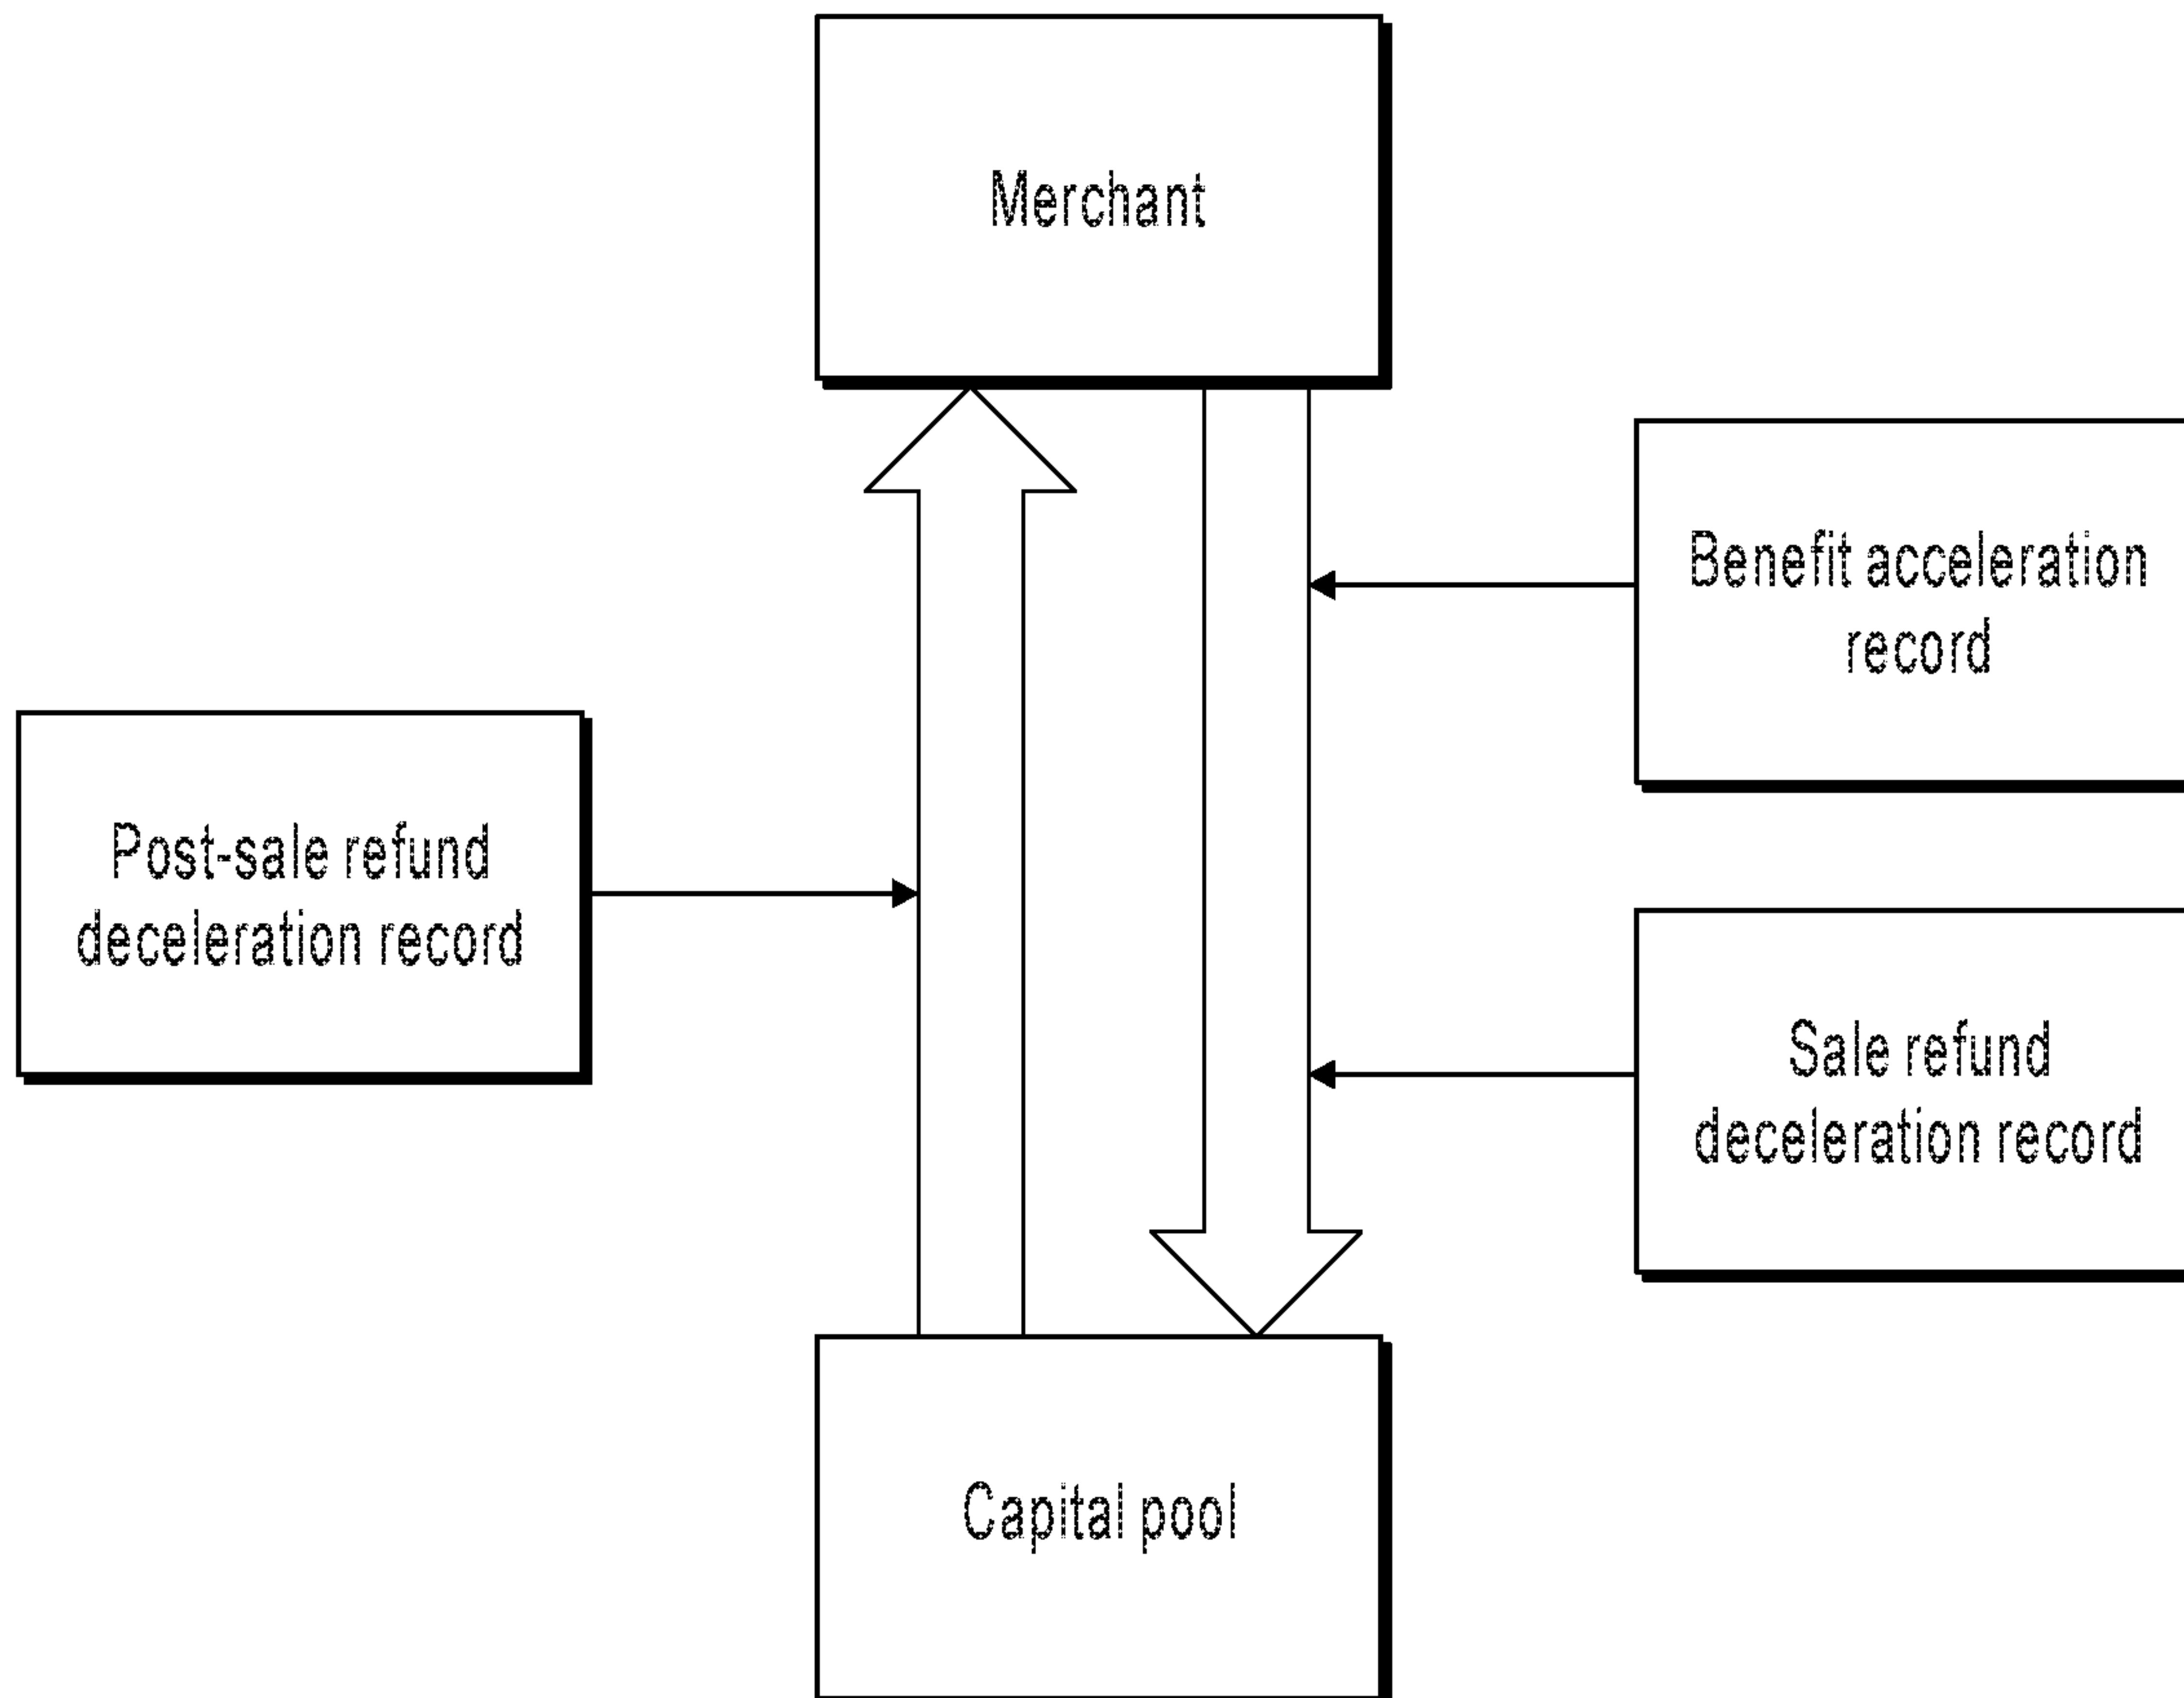 Merchant
Benefit acceleration
record
Post-sale refund
deceleration record
Sale refund
deceleration record
Capital pool